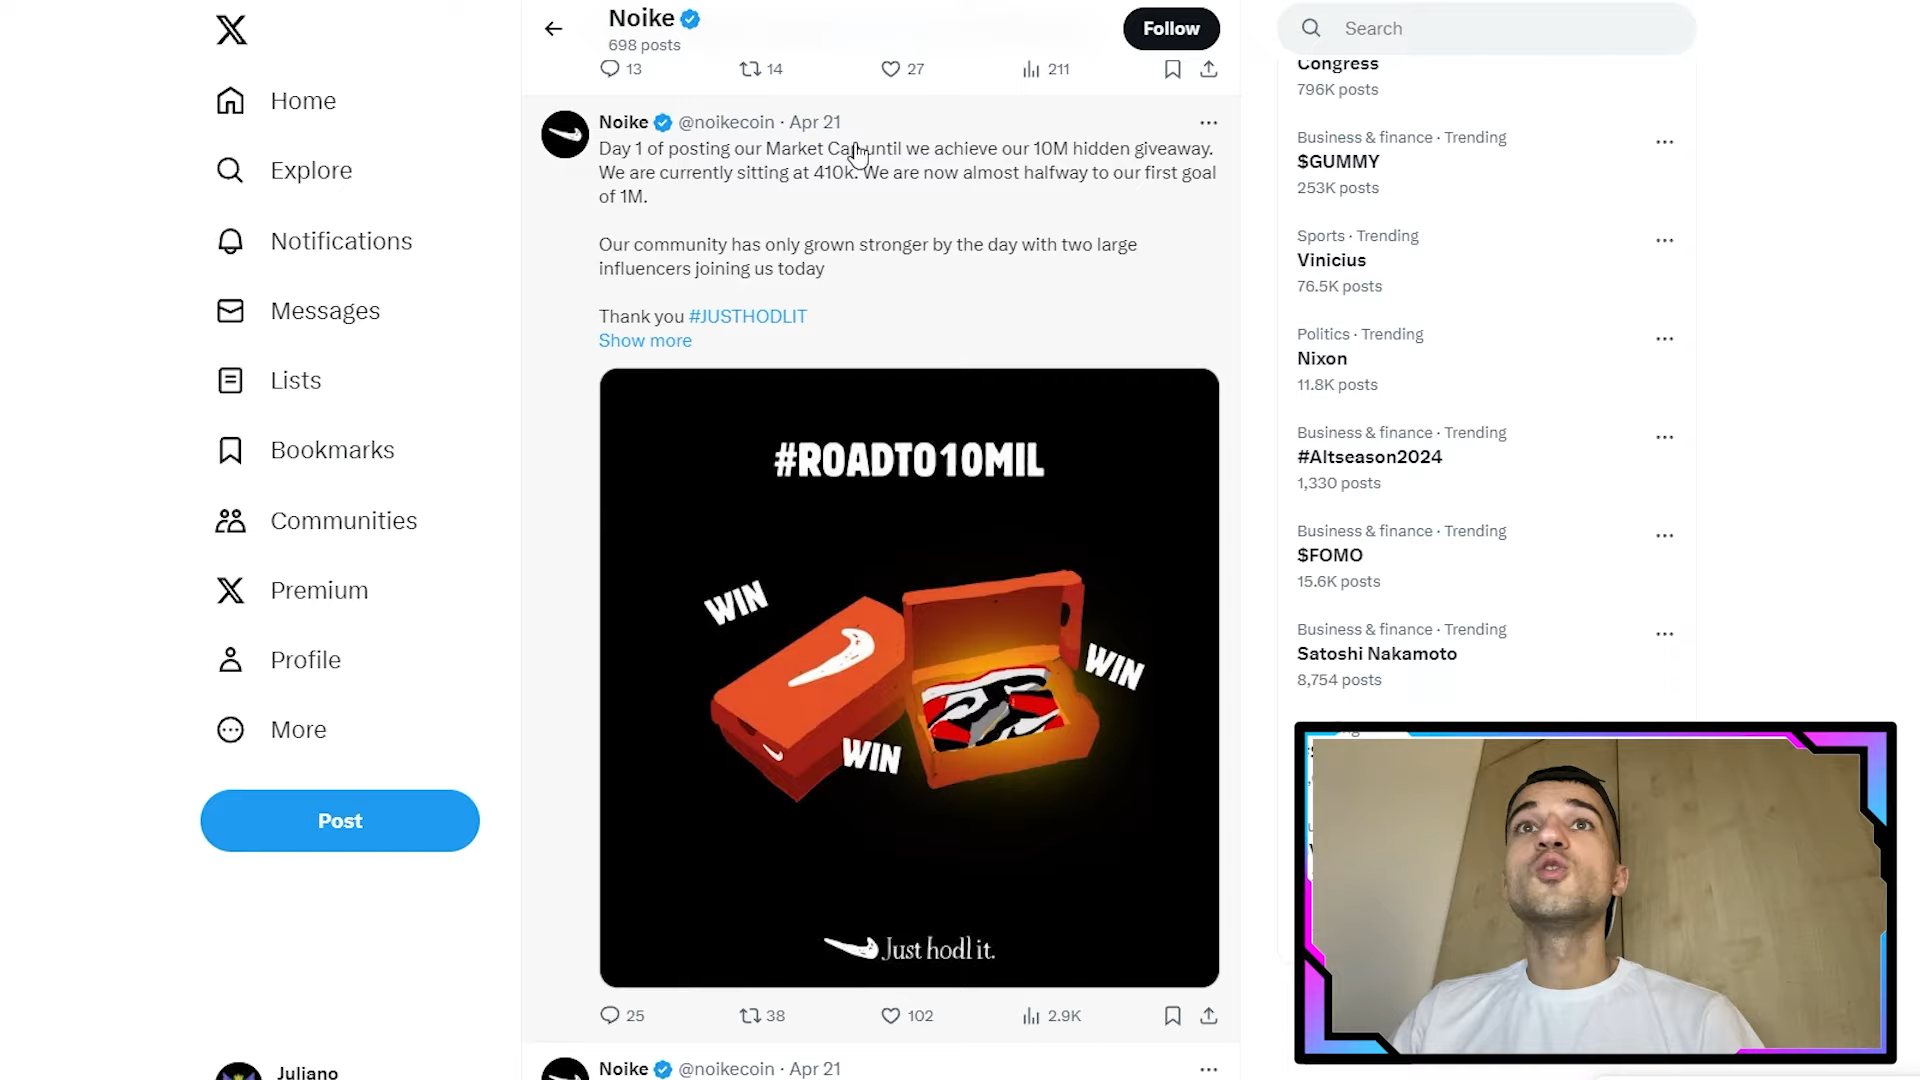 Home
Explore
Notifications
Messages
Lists
Bookmarks
Communities
Premium
Profile
More
Post
Juliano
Noike
698 posts
Follow
13 14 27 211
Noike @noikecoin · Apr 21
Day 1 of posting our Market Cap until we achieve our 10M hidden giveaway.
We are currently sitting at 410k. We are now almost halfway to our first goal
of 1M.
Our community has only grown stronger by the day with two large
influencers joining us today
Thank you #JUSTHODLIT
Show more
#ROADTO10MIL
WIN
WIN
WIN
Just hodl it.
25 38 102 2.9K
Noike @noikecoin · Apr 21
Search
Congress
796K posts
Business & finance · Trending
$GUMMY
253K posts
Sports · Trending
Vinicius
76.5K posts
Politics · Trending
Nixon
11.8K posts
Business & finance · Trending
#Altseason2024
1,330 posts
Business & finance · Trending
$FOMO
15.6K posts
Business & finance · Trending
Satoshi Nakamoto
8,754 posts